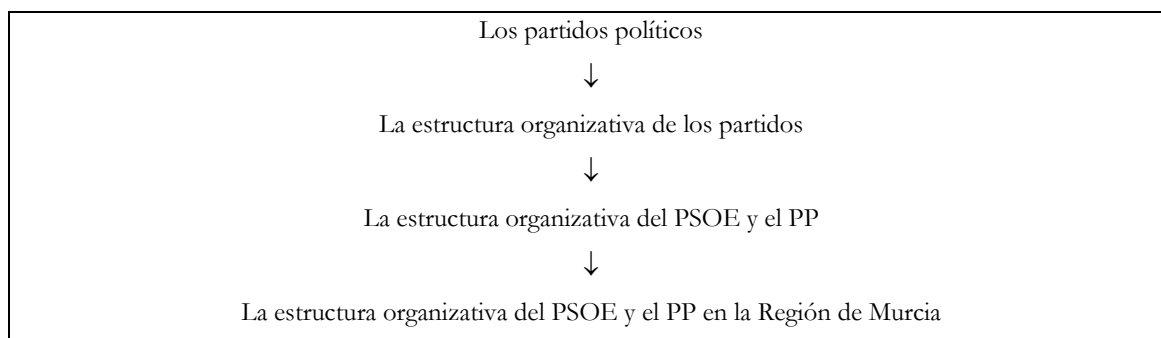 Los partidos políticos
↓
La estructura organizativa de los partidos
↓
La estructura organizativa del PSOE y el PP
↓
La estructura organizativa del PSOE y el PP en la Región de Murcia